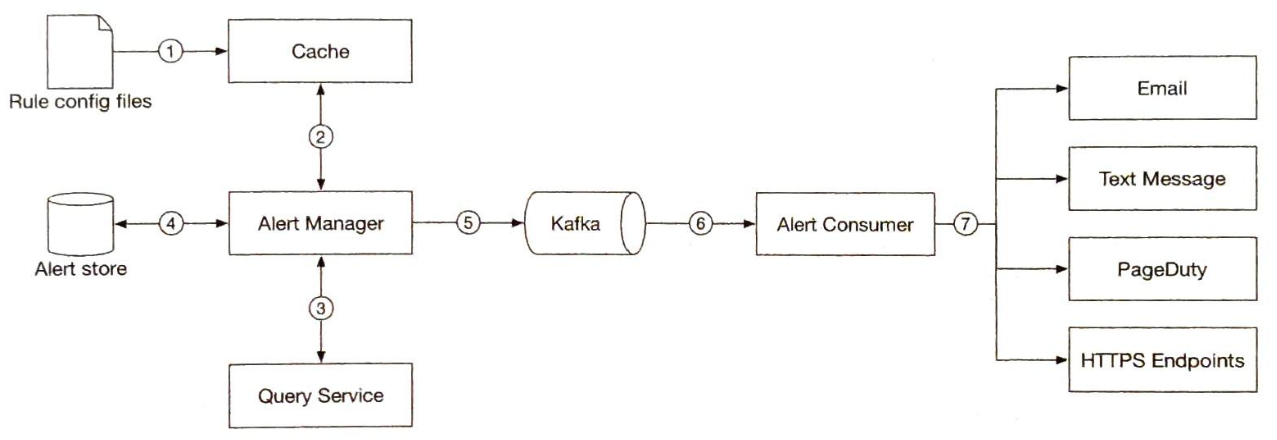 Rule config files
1
Cache
2
Alert store
4
Alert Manager
5
Kafka
6
Alert Consumer
7
3
Query Service
Email
Text Message
PageDuty
HTTPS Endpoints